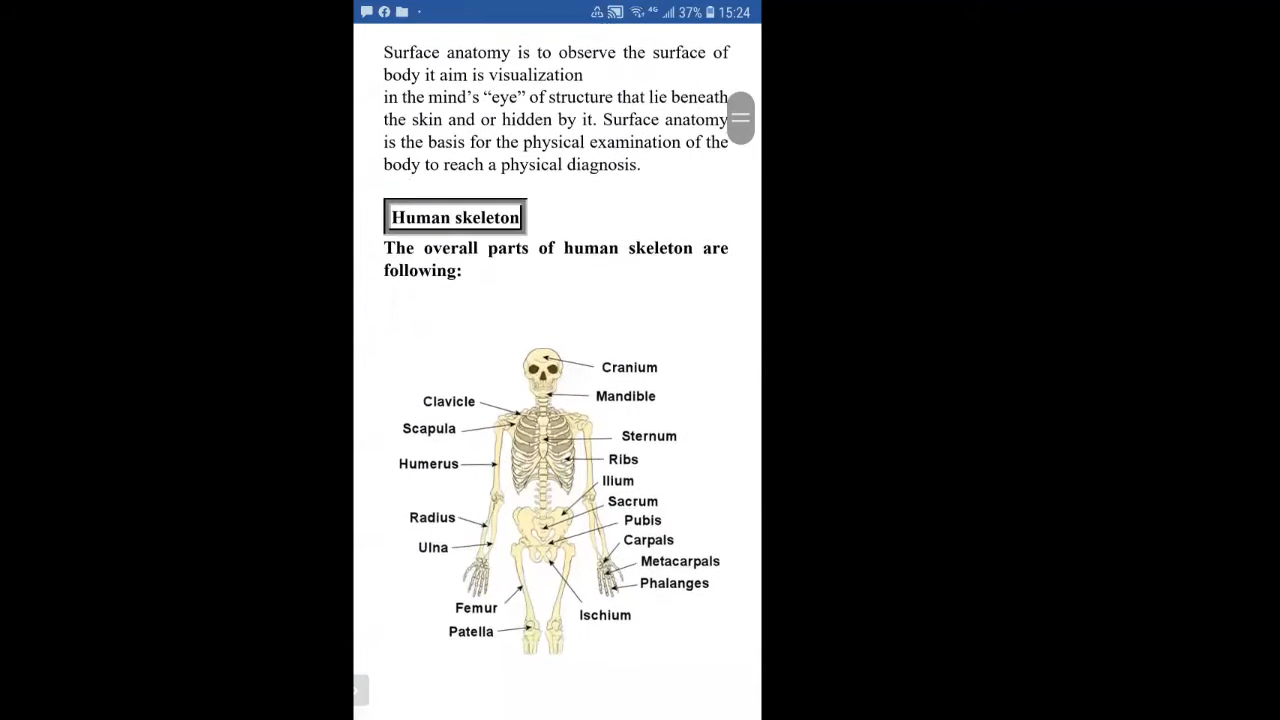 4G 37% 15:24
Surface anatomy is to observe the surface of
body it aim is visualization
in the mind’s “eye” of structure that lie beneath
the skin and or hidden by it. Surface anatomy
is the basis for the physical examination of the
body to reach a physical diagnosis.
Human skeleton
The overall parts of human skeleton are
following:
Cranium
Mandible
Clavicle
Scapula
Sternum
Humerus
Ribs
Ilium
Sacrum
Radius
Pubis
Carpals
Ulna
Metacarpals
Phalanges
Femur
Ischium
Patella